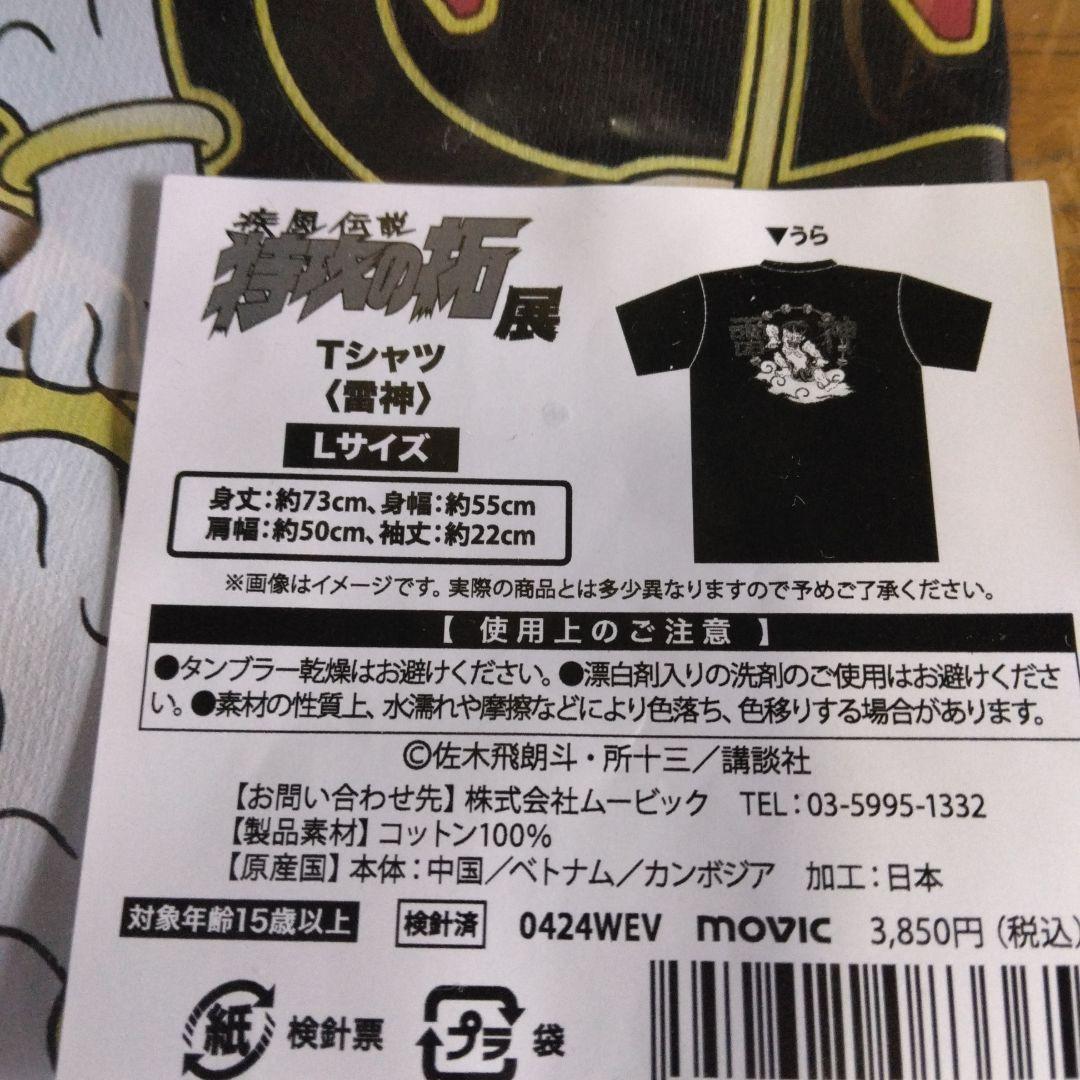 疾風伝説
特攻の拓
展
Tシャツ
〈雷神〉
Lサイズ
身丈:約73cm、身幅:約55cm
肩幅:約50cm、袖丈:約22cm
▼うら
雷神
※画像はイメージです。実際の商品とは多少異なりますので予めご了承ください。
【 使用上のご注意 】
●タンブラー乾燥はお避けください。●漂白剤入りの洗剤のご使用はお避けくださ
い。●素材の性質上、水濡れや摩擦などにより色落ち、色移りする場合があります。
©佐木飛朗斗・所十三／講談社
【お問い合わせ先】株式会社ムービック TEL:03-5995-1332
【製品素材】コットン100%
【原産国】本体:中国／ベトナム／カンボジア 加工:日本
対象年齢15歳以上 検針済 0424WEV movic 3,850円(税込)
紙 検針票 プラ 袋